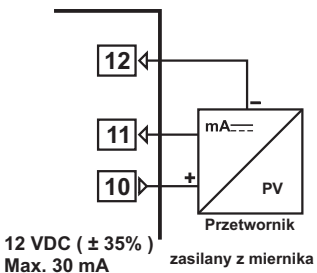 12
−
11
mA
10
+
PV
Przetwornik
12 VDC ( ± 35% )
Max. 30 mA
zasilany z miernika